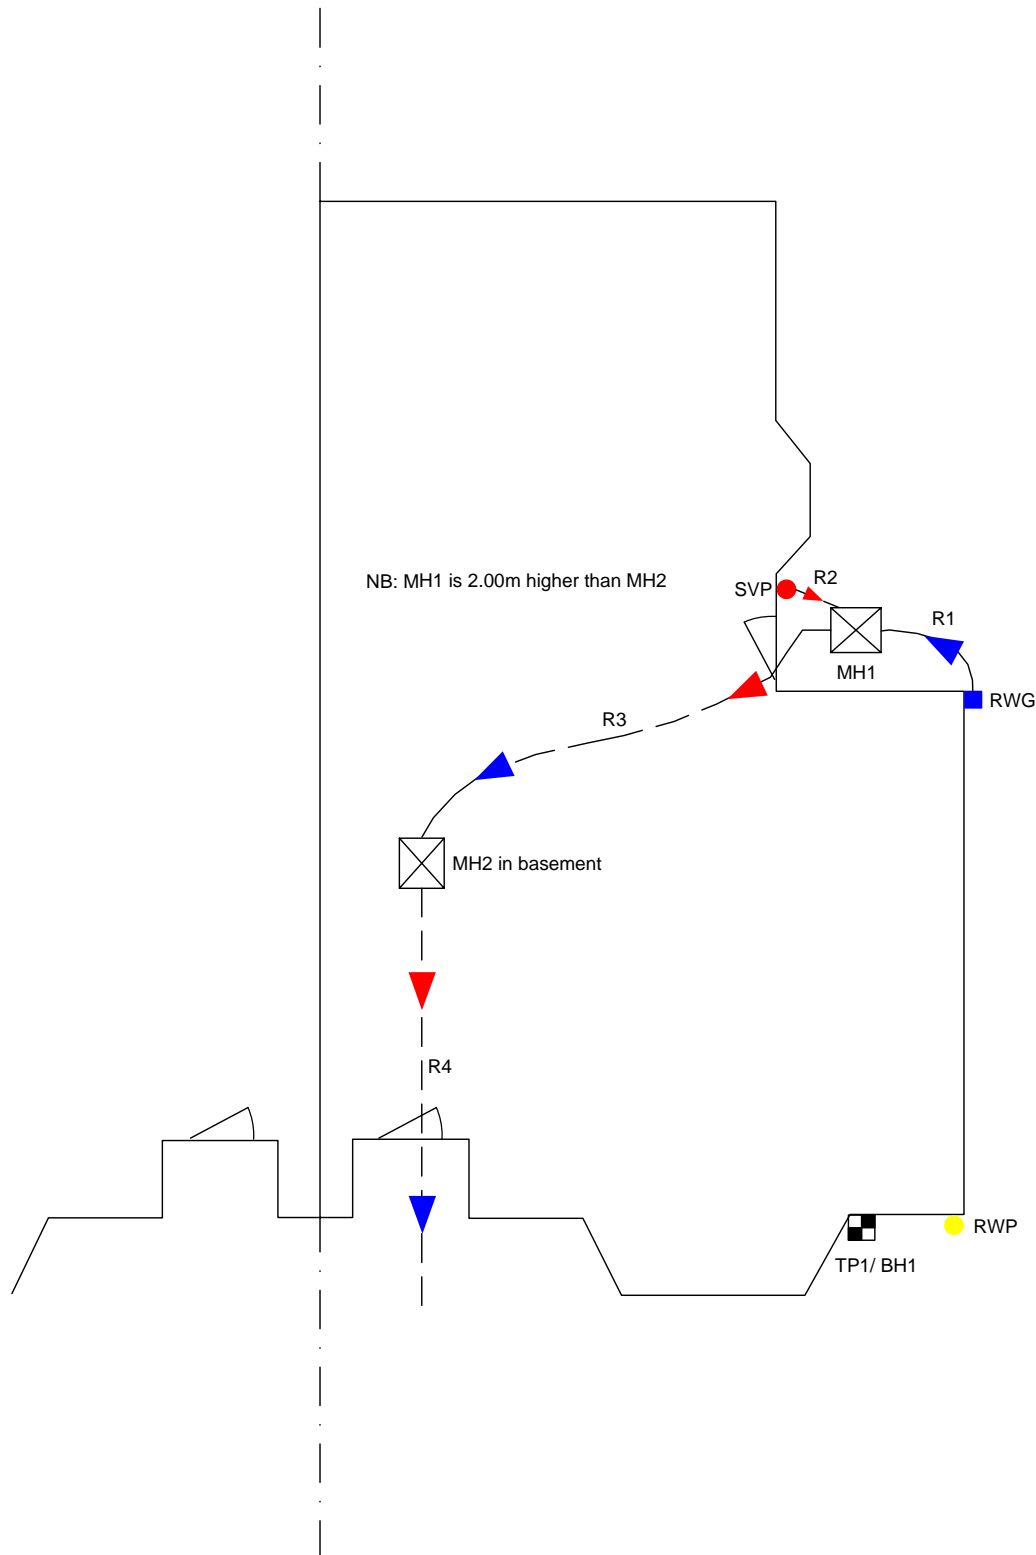 NB: MH1 is 2.00m higher than MH2
SVP
R2
R1
MH1
RWG
R3
MH2 in basement
R4
RWP
TP1/ BH1